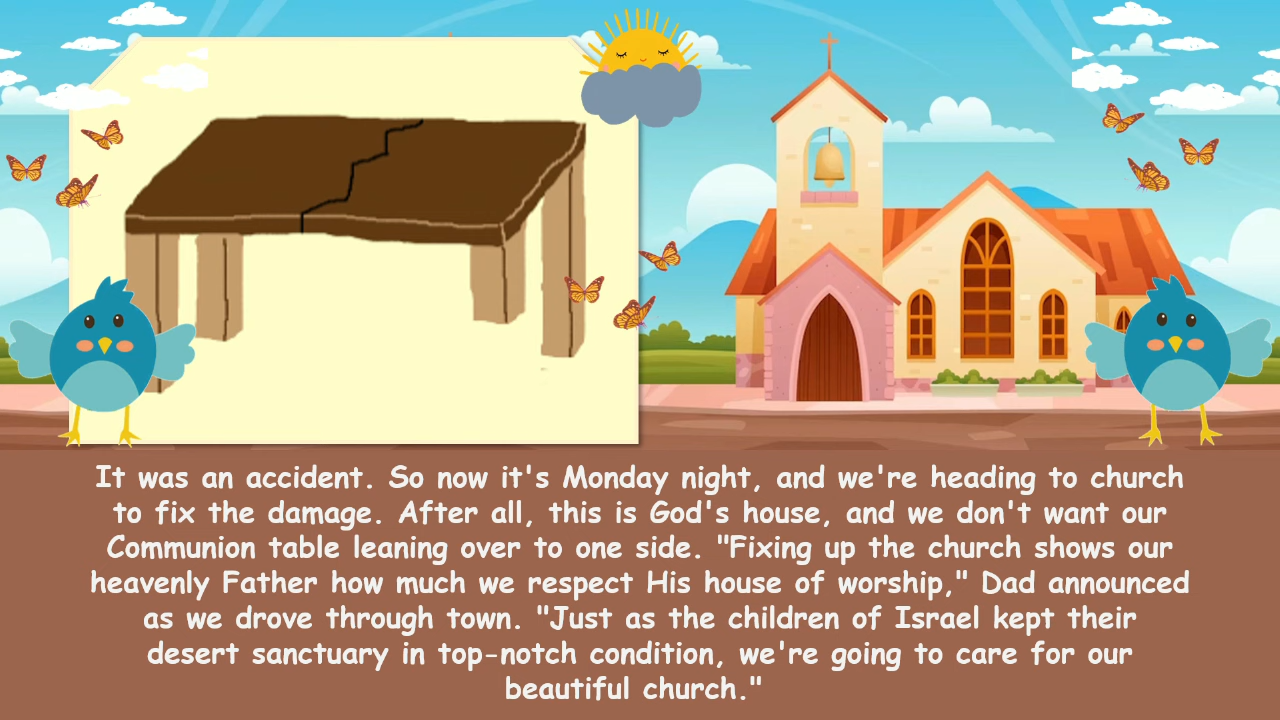 It was an accident. So now it's Monday night, and we're heading to church
to fix the damage. After all, this is God's house, and we don't want our
Communion table leaning over to one side. "Fixing up the church shows our
heavenly Father how much we respect His house of worship," Dad announced
as we drove through town. "Just as the children of Israel kept their
desert sanctuary in top-notch condition, we're going to care for our
beautiful church."